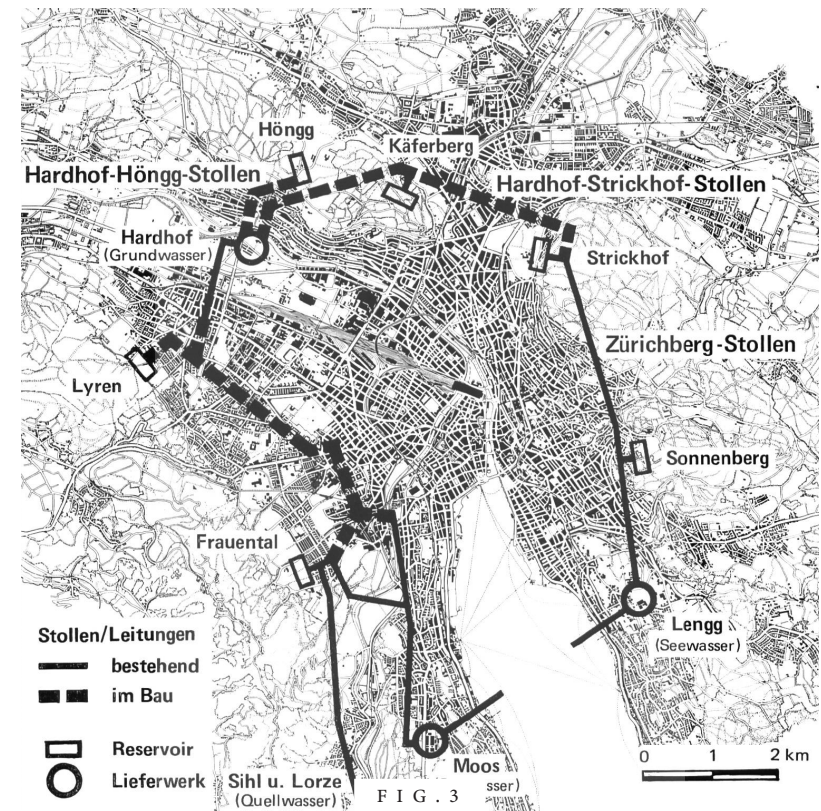 Höngg
Käferberg
Hardhof-Höngg-Stollen
Hardhof-Strickhof-Stollen
Hardhof
(Grundwasser)
Strickhof
Zürichberg-Stollen
Lyren
Sonnenberg
Frauental
Lengg
(Seewasser)
Stollen/Leitungen
bestehend
im Bau
Reservoir
Lieferwerk
Sihl u. Lorze
(Quellwasser)
Moos
sser)
FIG.3
0 1 2 km